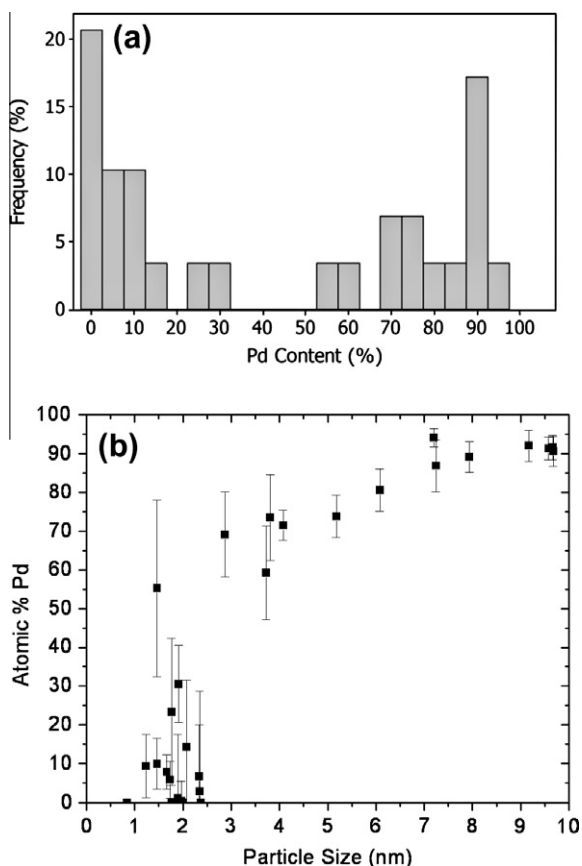 (a)
Frequency (%)
20
15
10
5
0
0 10 20 30 40 50 60 70 80 90 100
Pd Content (%)
(b)
Atomic % Pd
100
90
80
70
60
50
40
30
20
10
0
0 1 2 3 4 5 6 7 8 9 10
Particle Size (nm)